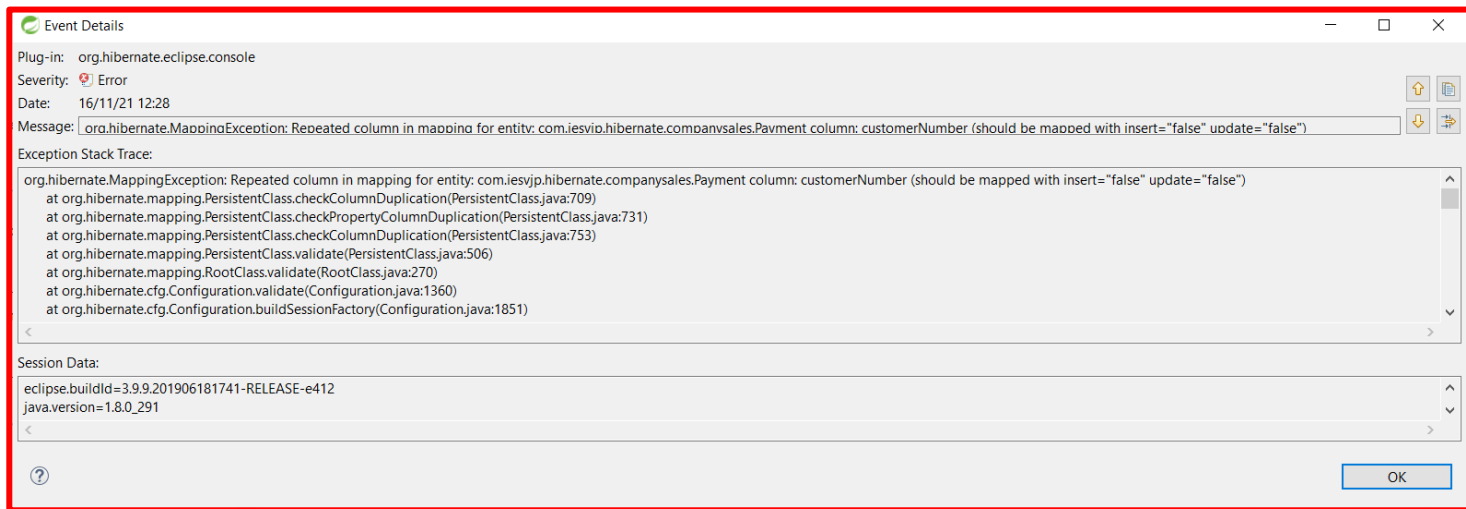 Event Details
Plug-in: org.hibernate.eclipse.console
Severity: Error
Date: 16/11/21 12:28
Message: org.hibernate.MappingException: Repeated column in mapping for entity: com.iesvjp.hibernate.companysales.Payment column: customerNumber (should be mapped with insert="false" update="false")
Exception Stack Trace:
org.hibernate.MappingException: Repeated column in mapping for entity: com.iesvjp.hibernate.companysales.Payment column: customerNumber (should be mapped with insert="false" update="false")
at org.hibernate.mapping.PersistentClass.checkColumnDuplication(PersistentClass.java:709)
at org.hibernate.mapping.PersistentClass.checkPropertyColumnDuplication(PersistentClass.java:731)
at org.hibernate.mapping.PersistentClass.checkColumnDuplication(PersistentClass.java:753)
at org.hibernate.mapping.PersistentClass.validate(PersistentClass.java:506)
at org.hibernate.mapping.RootClass.validate(RootClass.java:270)
at org.hibernate.cfg.Configuration.validate(Configuration.java:1360)
at org.hibernate.cfg.Configuration.buildSessionFactory(Configuration.java:1851)
Session Data:
eclipse.buildId=3.9.9.201906181741-RELEASE-e412
java.version=1.8.0_291
OK